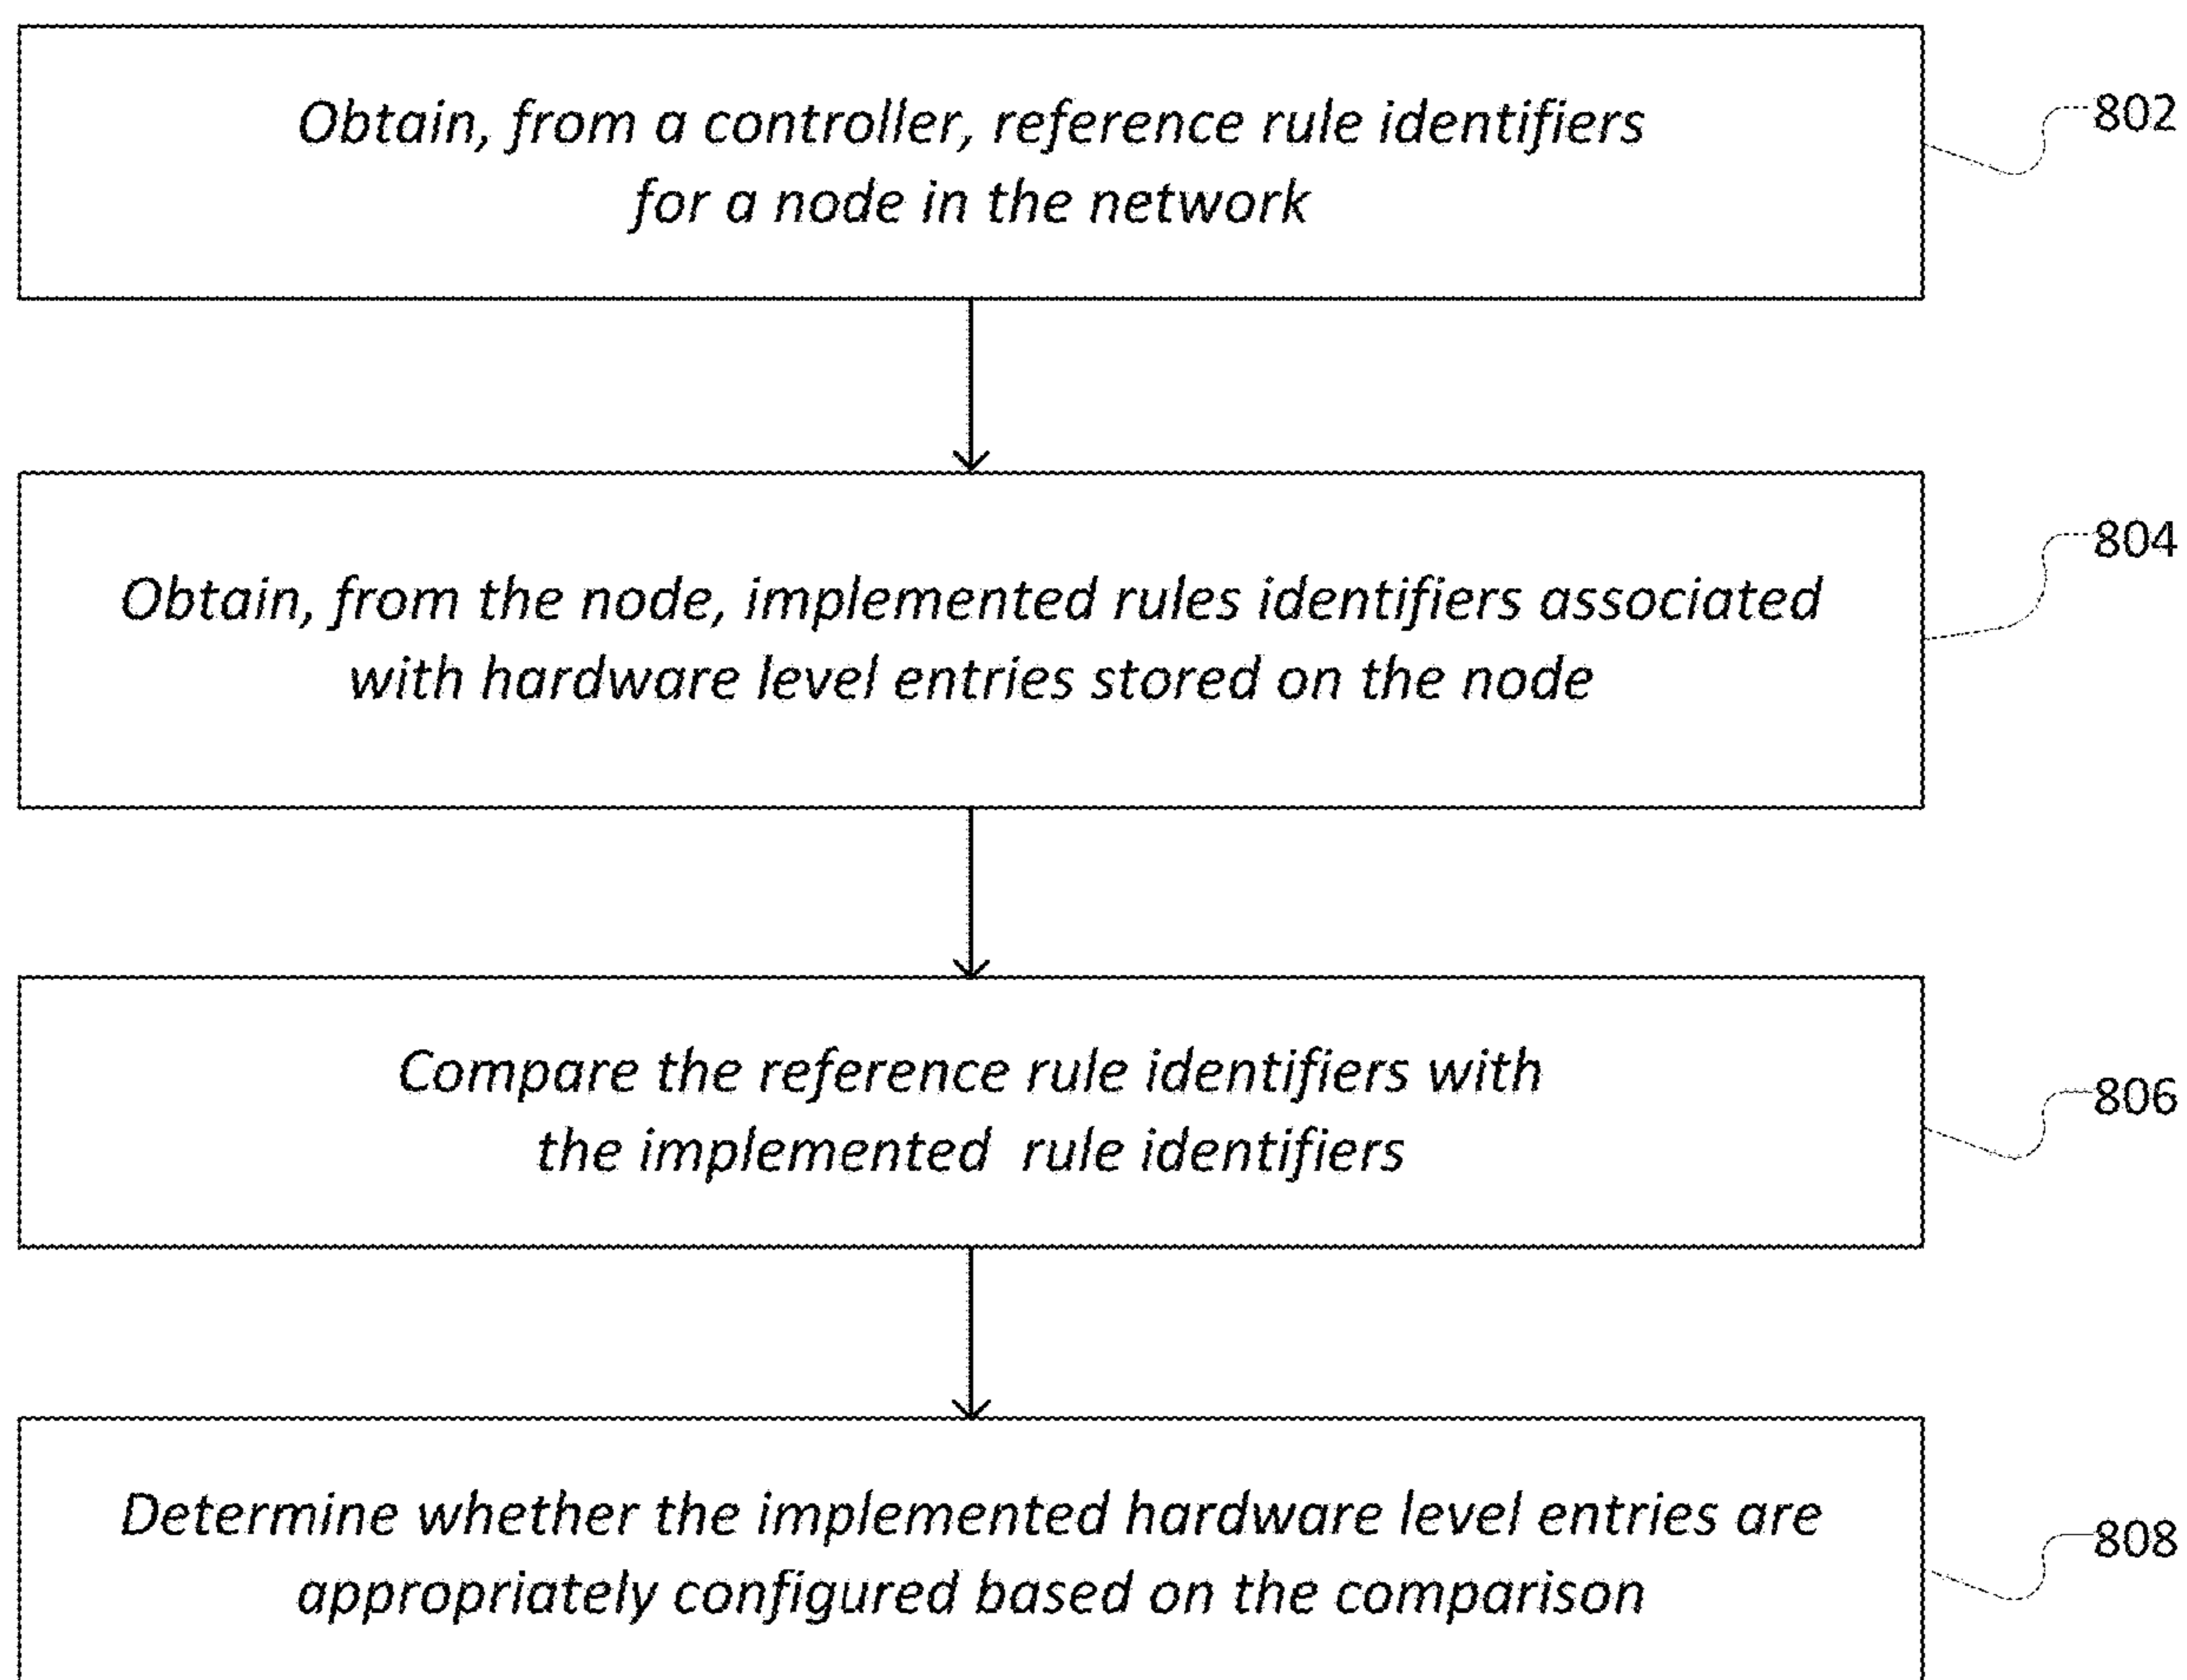 Obtain, from a controller, reference rule identifiers
802
for a node in the network
804
Obtain, from the node, implemented rules identifiers associated
with hardware level entries stored on the node
Compare the reference rule identifiers with
806
the implemented rule identifiers
Determine whether the implemented hardware level entries are
808
appropriately configured based on the comparison